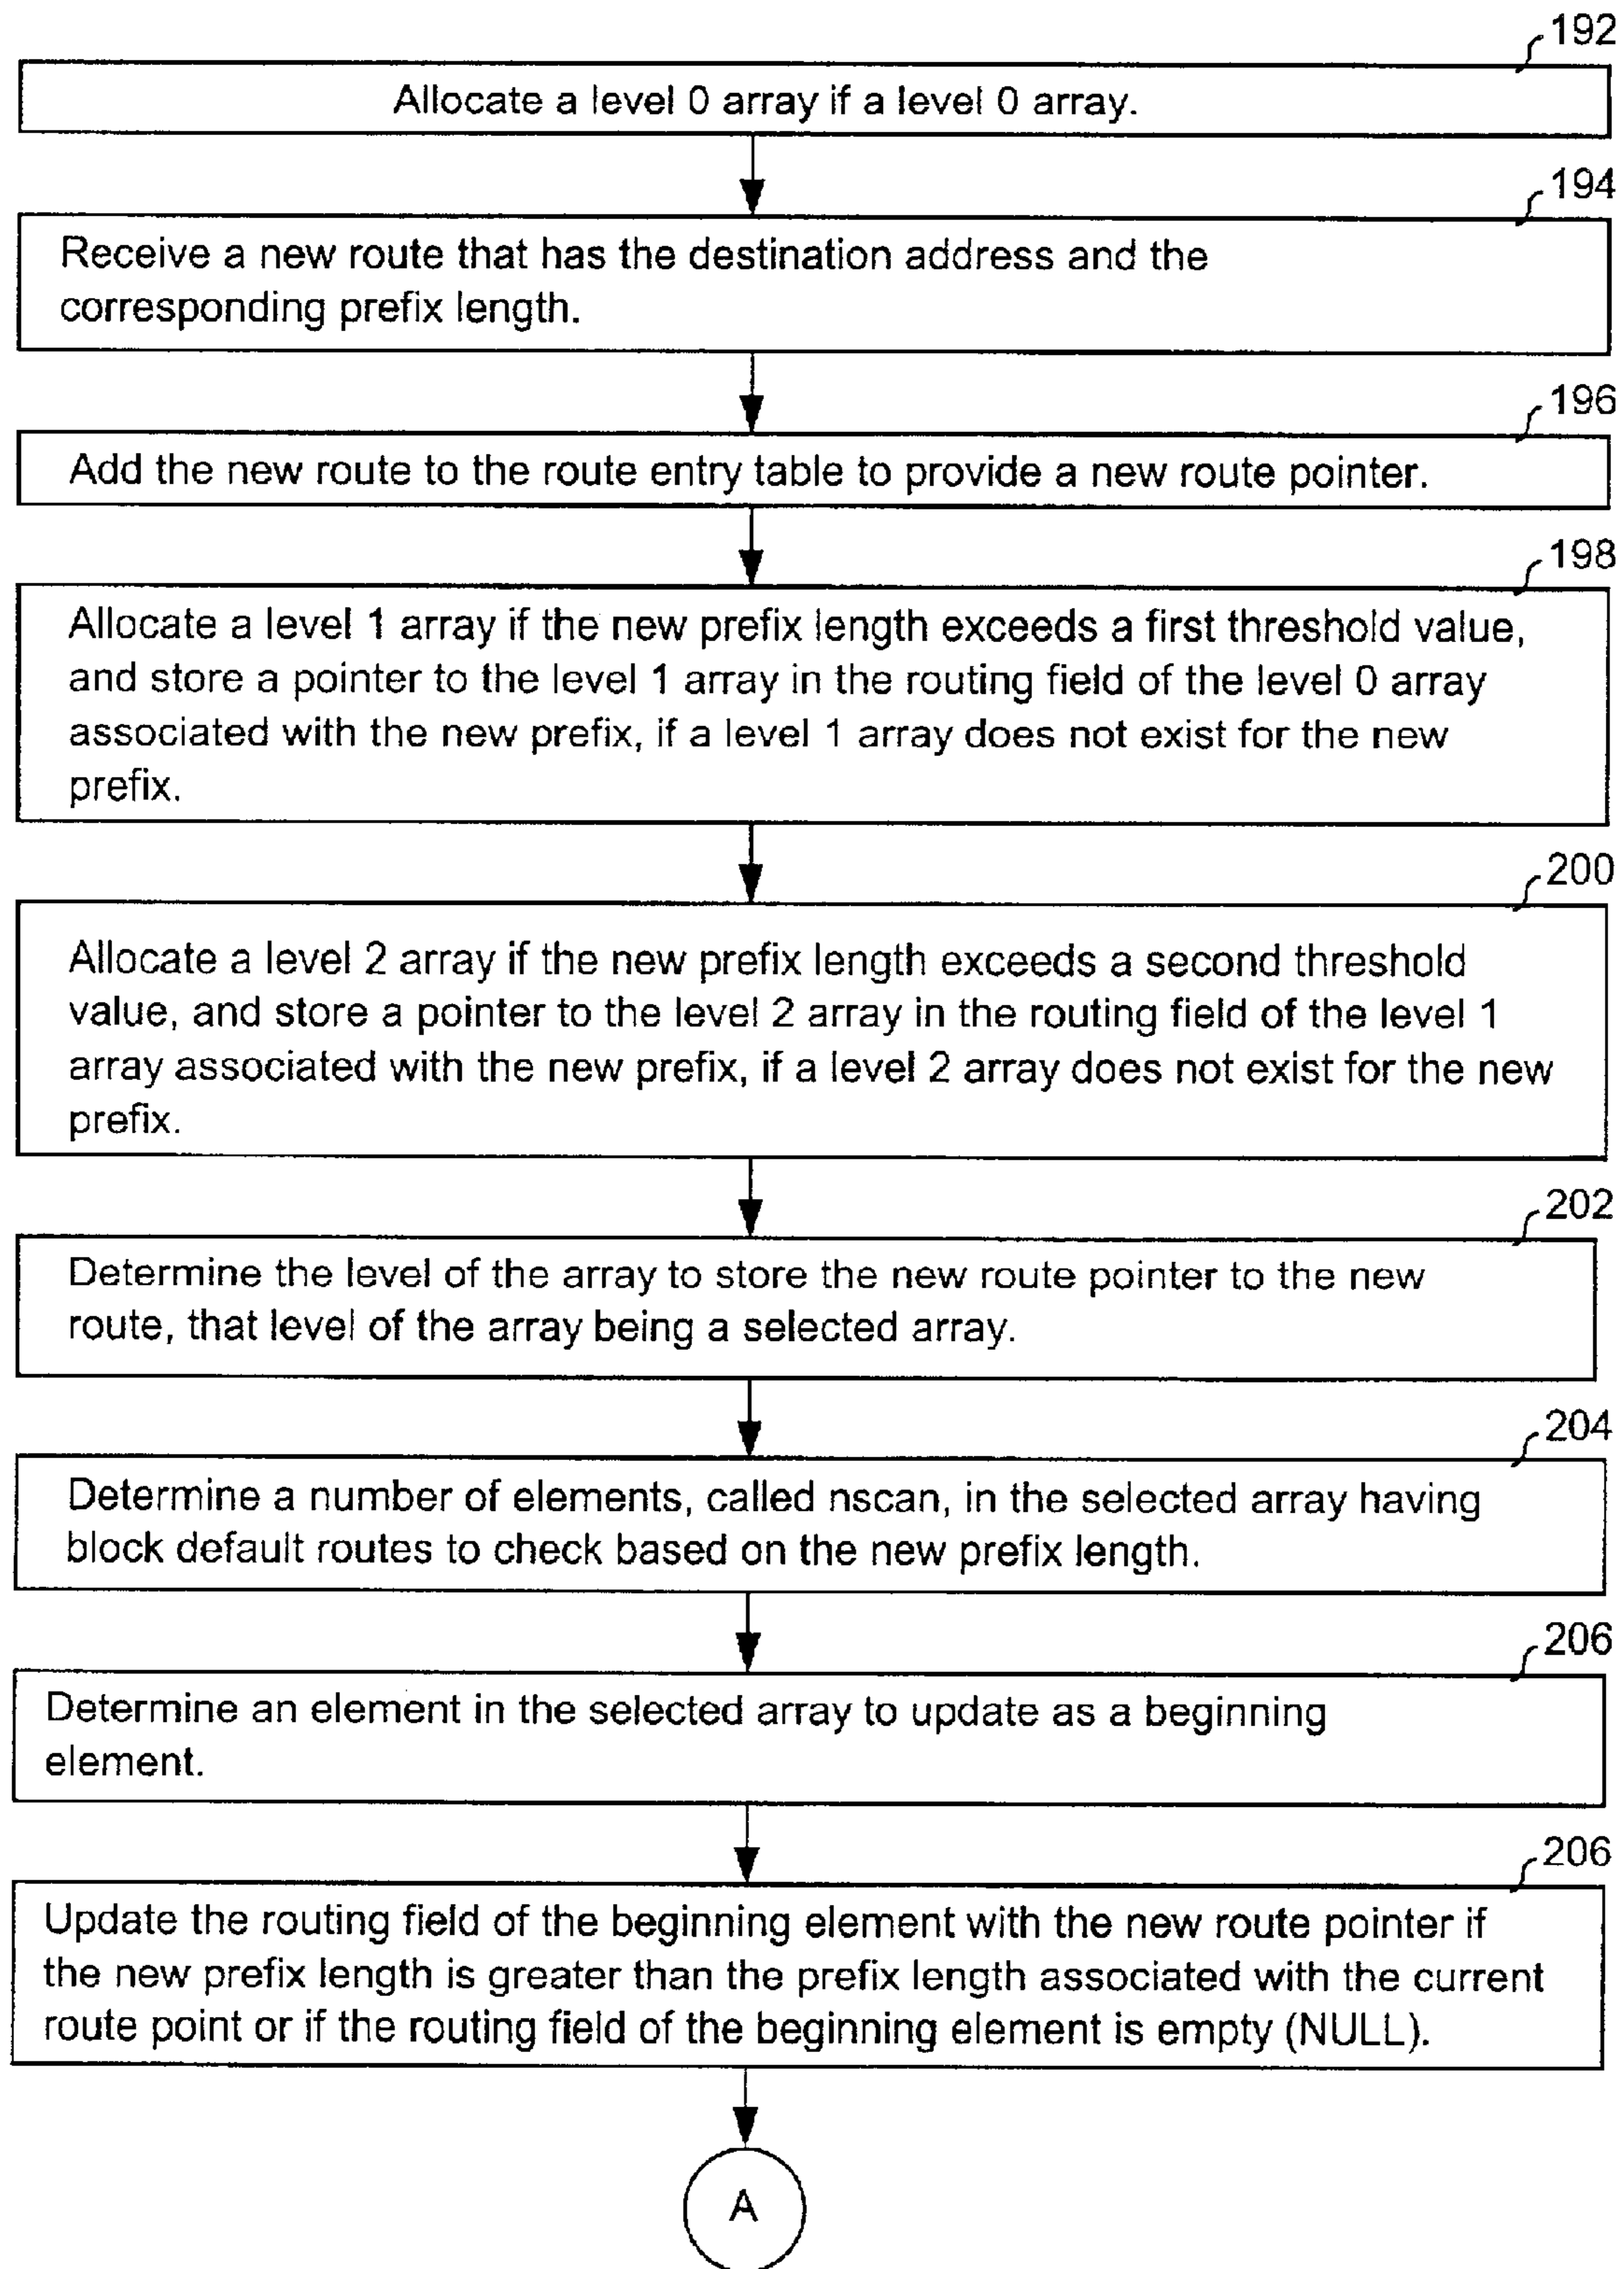 192
Allocate a level 0 array if a level 0 array.
194
Receive a new route that has the destination address and the
corresponding prefix length.
196
Add the new route to the route entry table to provide a new route pointer.
198
Allocate a level 1 array if the new prefix length exceeds a first threshold value,
and store a pointer to the level 1 array in the routing field of the level 0 array
associated with the new prefix, if a level 1 array does not exist for the new
prefix.
200
Allocate a level 2 array if the new prefix length exceeds a second threshold
value, and store a pointer to the level 2 array in the routing field of the level 1
array associated with the new prefix, if a level 2 array does not exist for the new
prefix.
202
Determine the level of the array to store the new route pointer to the new
route, that level of the array being a selected array.
204
Determine a number of elements, called nscan, in the selected array having
block default routes to check based on the new prefix length.
206
Determine an element in the selected array to update as a beginning
element.
206
Update the routing field of the beginning element with the new route pointer if
the new prefix length is greater than the prefix length associated with the current
route point or if the routing field of the beginning element is empty (NULL).
A